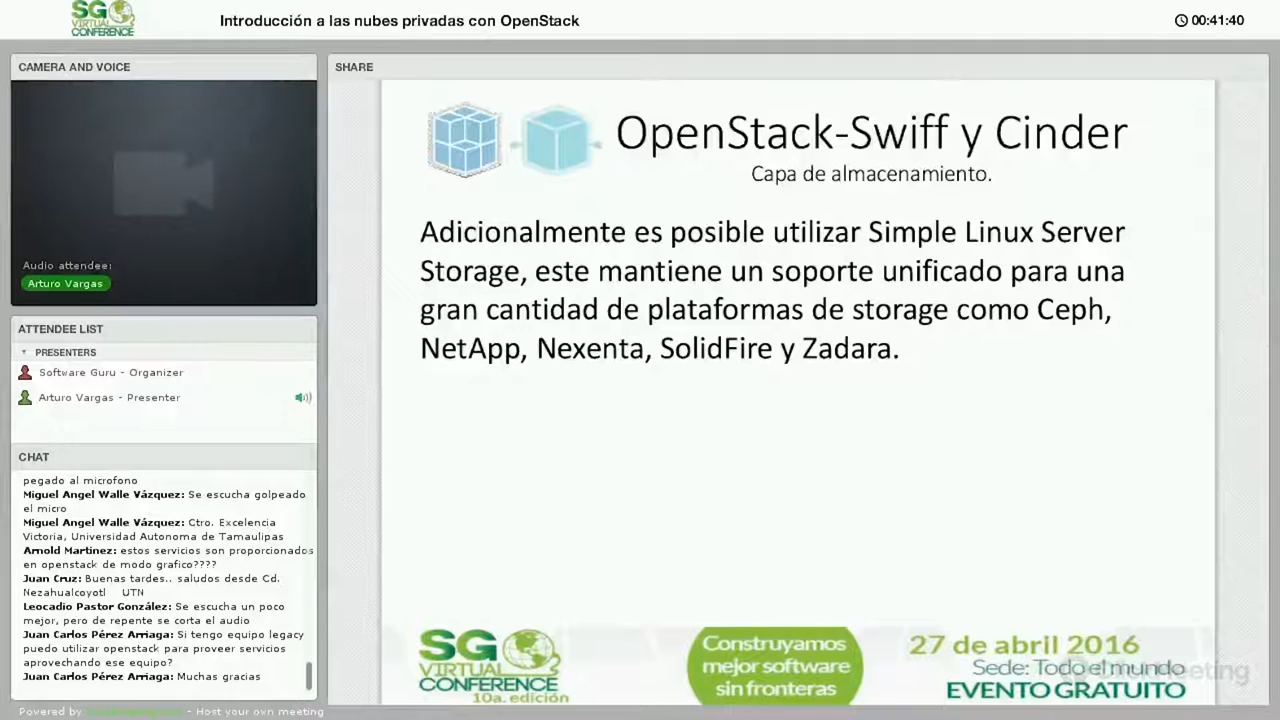 SG
VIRTUAL
CONFERENCE
Introducción a las nubes privadas con OpenStack
00:41:40
CAMERA AND VOICE
Audio attendee:
Arturo Vargas
ATTENDEE LIST
PRESENTERS
Software Guru - Organizer
Arturo Vargas - Presenter
CHAT
pegado al microfono
Miguel Angel Walle Vázquez: Se escucha golpeado
el micro
Miguel Angel Walle Vázquez: Ctro. Excelencia
Victoria, Universidad Autonoma de Tamaulipas
Arnold Martinez: estos servicios son proporcionados
en openstack de modo grafico????
Juan Cruz: Buenas tardes.. saludos desde Cd.
Nezahualcoyotl UTN
Leocadio Pastor González: Se escucha un poco
mejor, pero de repente se corta el audio
Juan Carlos Pérez Arriaga: Si tengo equipo legacy
puedo utilizar openstack para proveer servicios
aprovechando ese equipo?
Juan Carlos Pérez Arriaga: Muchas gracias
Powered by - Host your own meeting
SHARE
OpenStack-Swiff y Cinder
Capa de almacenamiento.
Adicionalmente es posible utilizar Simple Linux Server
Storage, este mantiene un soporte unificado para una
gran cantidad de plataformas de storage como Ceph,
NetApp, Nexenta, SolidFire y Zadara.
SG
VIRTUAL
CONFERENCE
10a. edición
Construyamos
mejor software
sin fronteras
27 de abril 2016
Sede: Todo el mundo
EVENTO GRATUITO